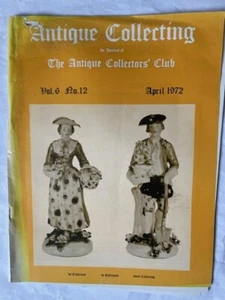 Antique Collecting
the Journal of
The Antique Collectors' Club
Vol.6 No.12 April 1972